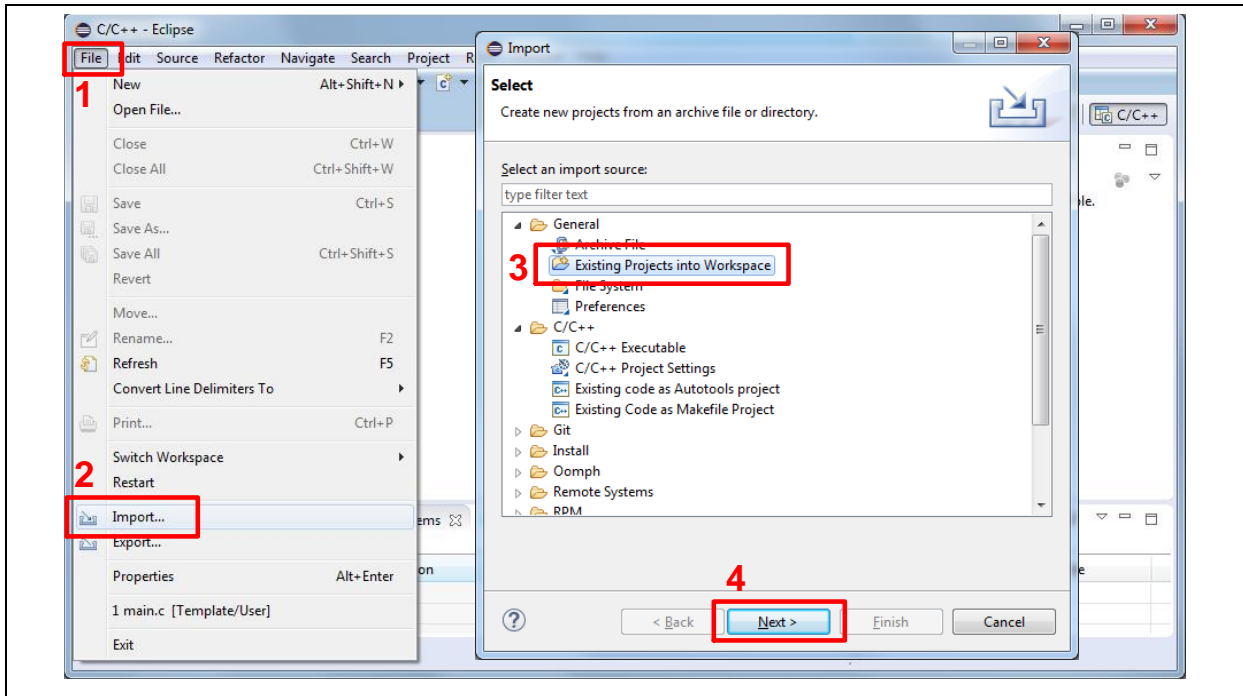 C/C++ - Eclipse
File Edit Source Refactor Navigate Search Project R
1
New Alt+Shift+N
Open File...
Close Ctrl+W
Close All Ctrl+Shift+W
Save Ctrl+S
Save As...
Save All Ctrl+Shift+S
Revert
Move...
Rename... F2
Refresh F5
Convert Line Delimiters To
Print... Ctrl+P
Switch Workspace
2
Restart
Import...
Export...
Properties Alt+Enter
1 main.c [Template/User]
Exit
ems
on
Import
Select
Create new projects from an archive file or directory.
Select an import source:
type filter text
General
Archive File
3
Existing Projects into Workspace
File System
Preferences
C/C++
C/C++ Executable
C/C++ Project Settings
Existing code as Autotools project
Existing Code as Makefile Project
Git
Install
Oomph
Remote Systems
RPM
4
? < Back Next > Finish Cancel
C/C++
ole.
e